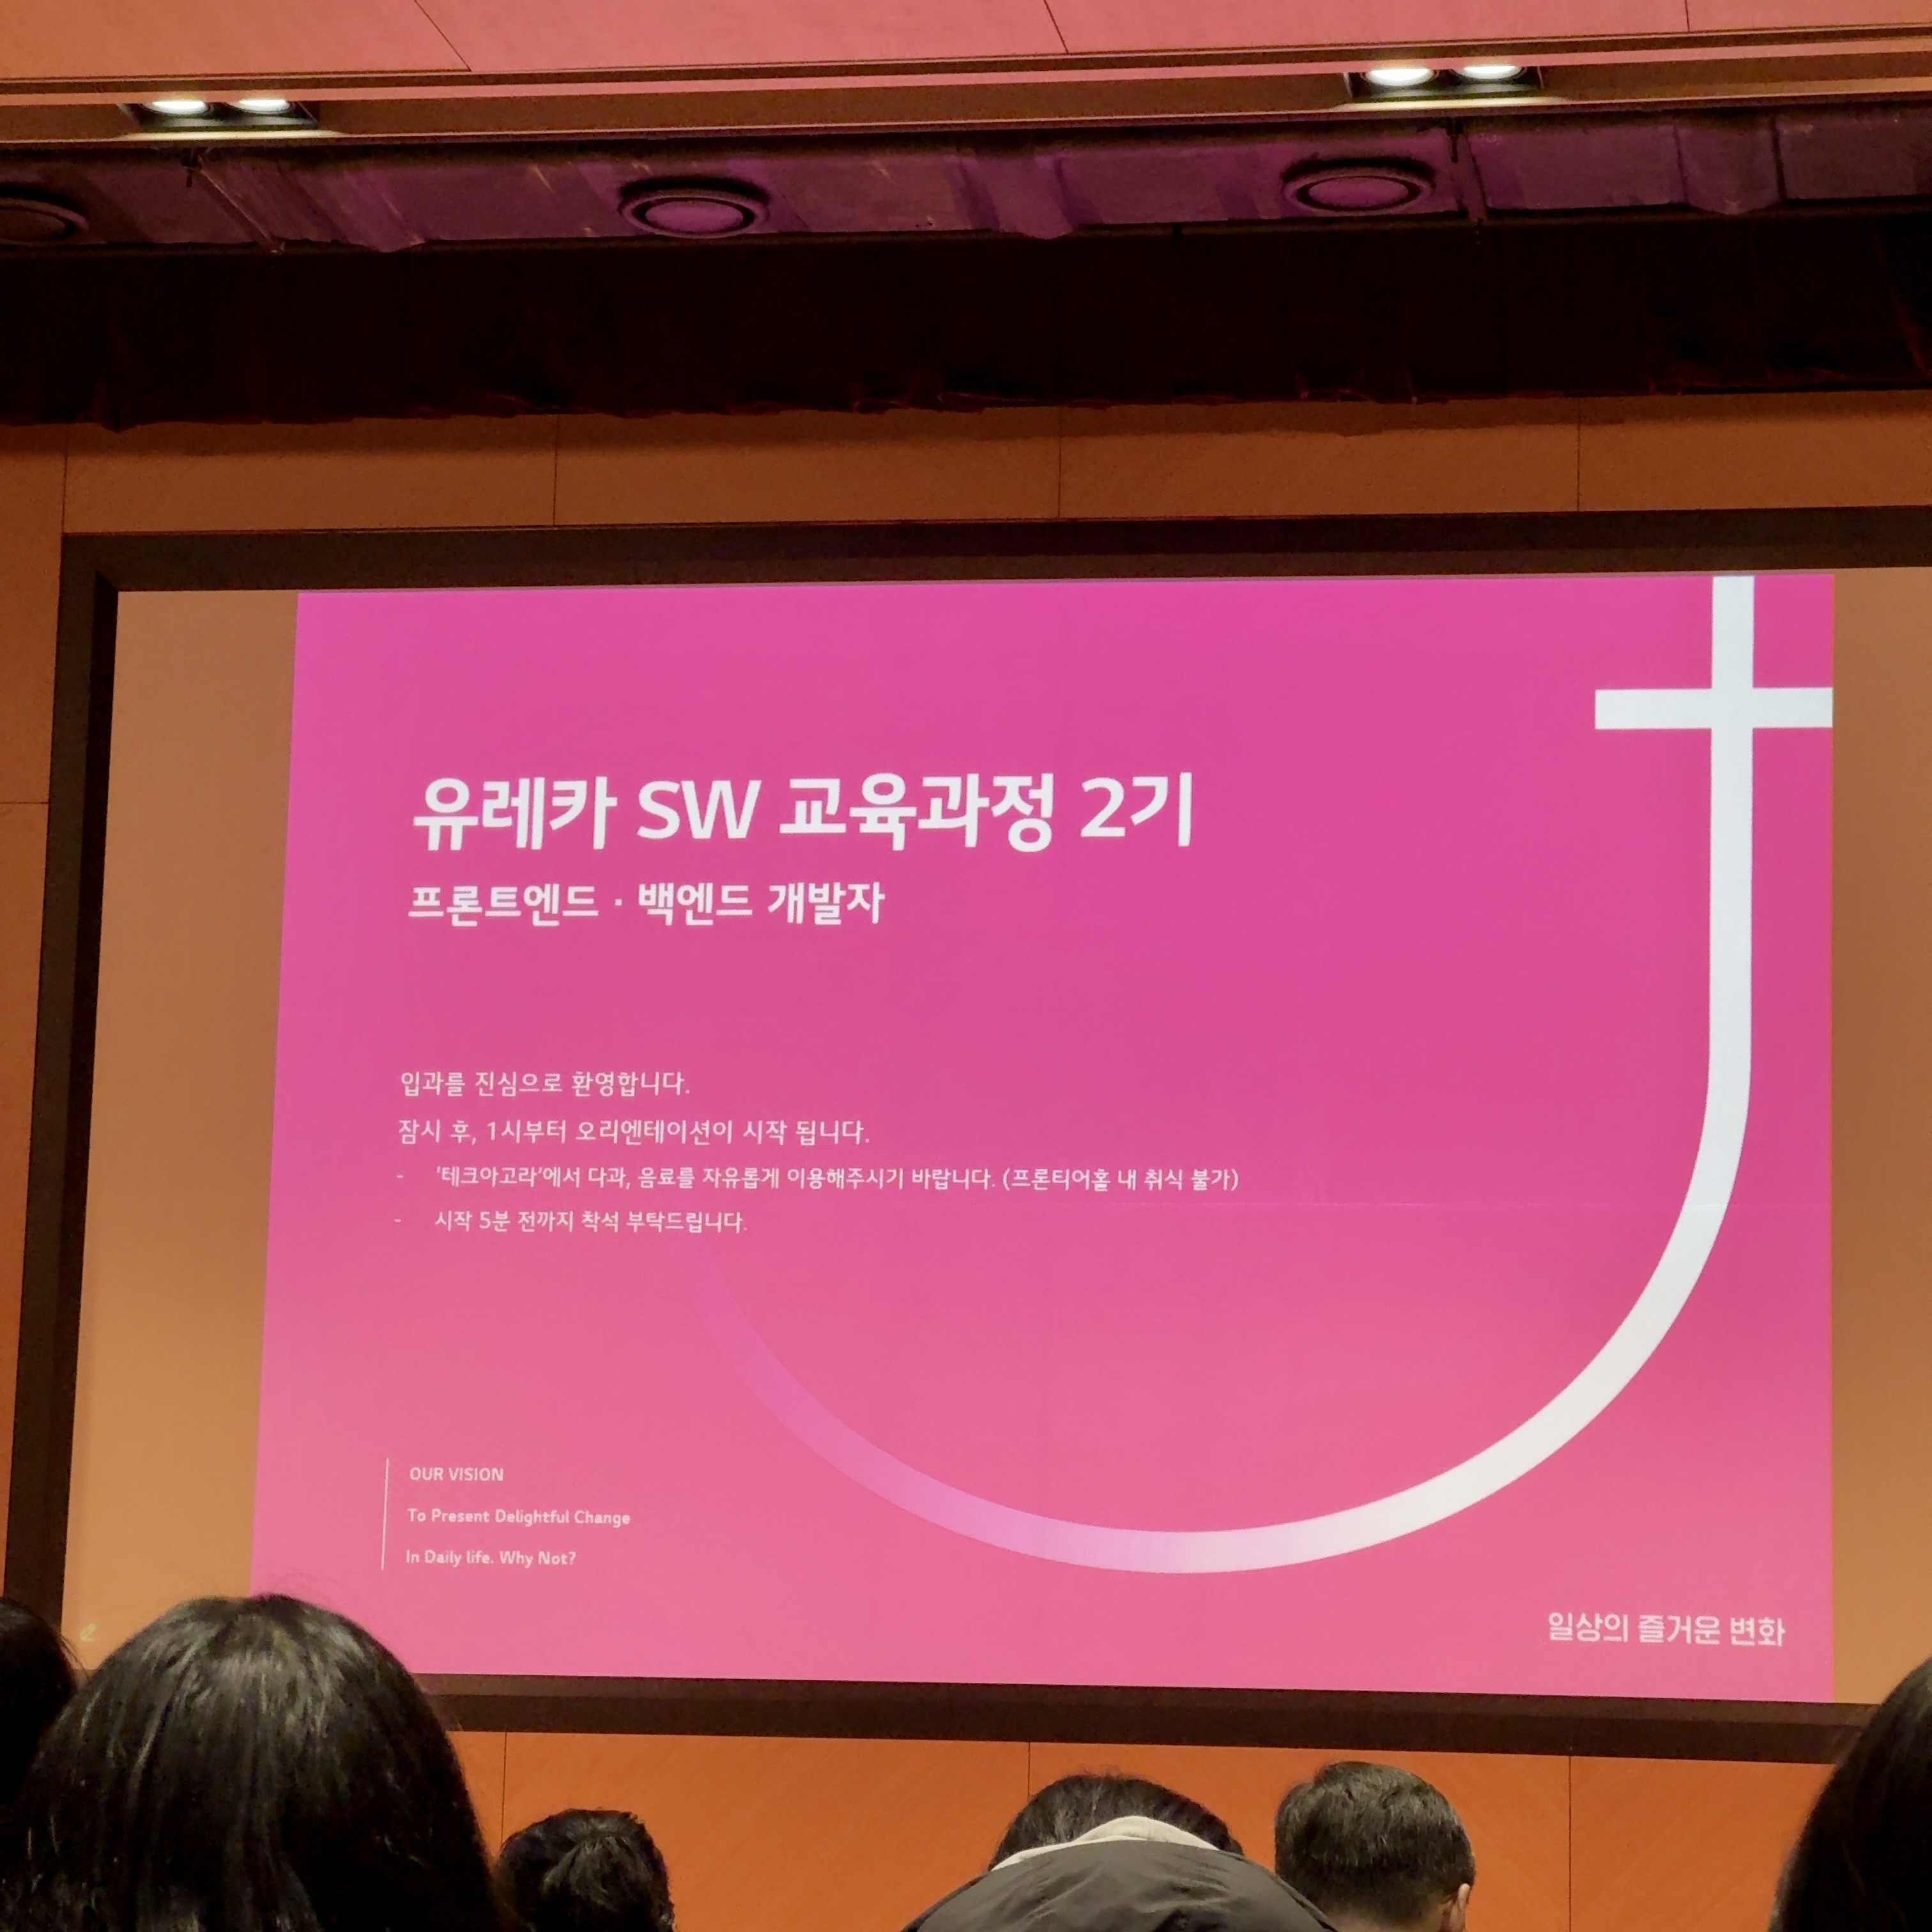 유레카 SW 교육과정 2기
프론트엔드 · 백엔드 개발자
입과를 진심으로 환영합니다.
잠시 후, 1시부터 오리엔테이션이 시작 됩니다.
- '테크아고라'에서 다과, 음료를 자유롭게 이용해주시기 바랍니다. (프론티어홀 내 취식 불가)
- 시작 5분 전까지 착석 부탁드립니다.
OUR VISION
To Present Delightful Change
In Daily life. Why Not?
일상의 즐거운 변화